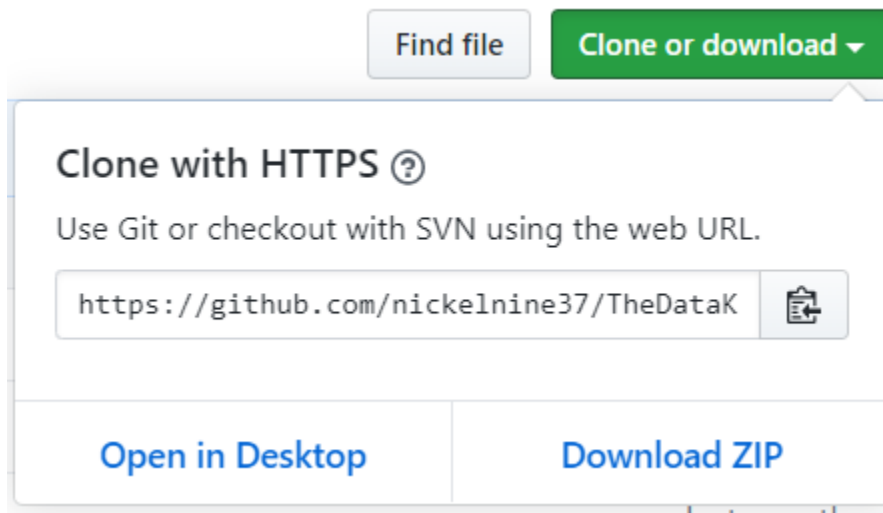 Find file
Clone or download
Clone with HTTPS
Use Git or checkout with SVN using the web URL.
https://github.com/nickelnine37/TheDataK
Open in Desktop
Download ZIP